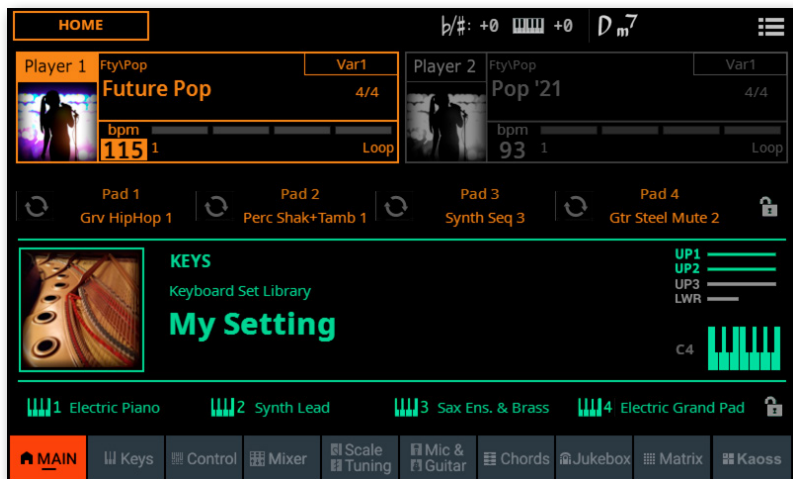 HOME
♭/#: +0 +0 Dm7
Player 1 Fty\Pop Var1
Future Pop 4/4
bpm
115 1 Loop
Player 2 Fty\Pop Var1
Pop '21 4/4
bpm
93 1 Loop
Pad 1
Grv HipHop 1
Pad 2
Perc Shak+Tamb 1
Pad 3
Synth Seq 3
Pad 4
Gtr Steel Mute 2
KEYS
Keyboard Set Library
My Setting
UP1
UP2
UP3
LWR
C4
1 Electric Piano
2 Synth Lead
3 Sax Ens. & Brass
4 Electric Grand Pad
MAIN
Keys
Control
Mixer
Scale
Tuning
Mic &
Guitar
Chords
Jukebox
Matrix
Kaoss